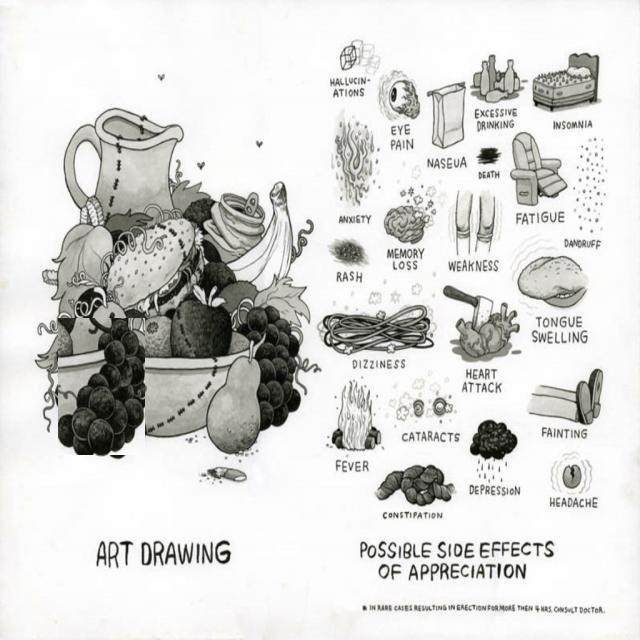 HALLUCIN-
ATIONS
EYE
PAIN
NASEUA
EXCESSIVE
DRINKING
INSOMNIA
DEATH
ANXIETY
MEMORY
LOSS
WEAKNESS
FATIGUE
DANDRUFF
RASH
TONGUE
SWELLING
DIZZINESS
HEART
ATTACK
FAINTING
CATARACTS
FEVER
DEPRESSION
HEADACHE
CONSTIPATION
ART DRAWING
POSSIBLE SIDE EFFECTS
OF APPRECIATION
* IN RARE CASES RESULTING IN ERECTION FOR MORE THEN 4 HRS, CONSULT DOCTOR.